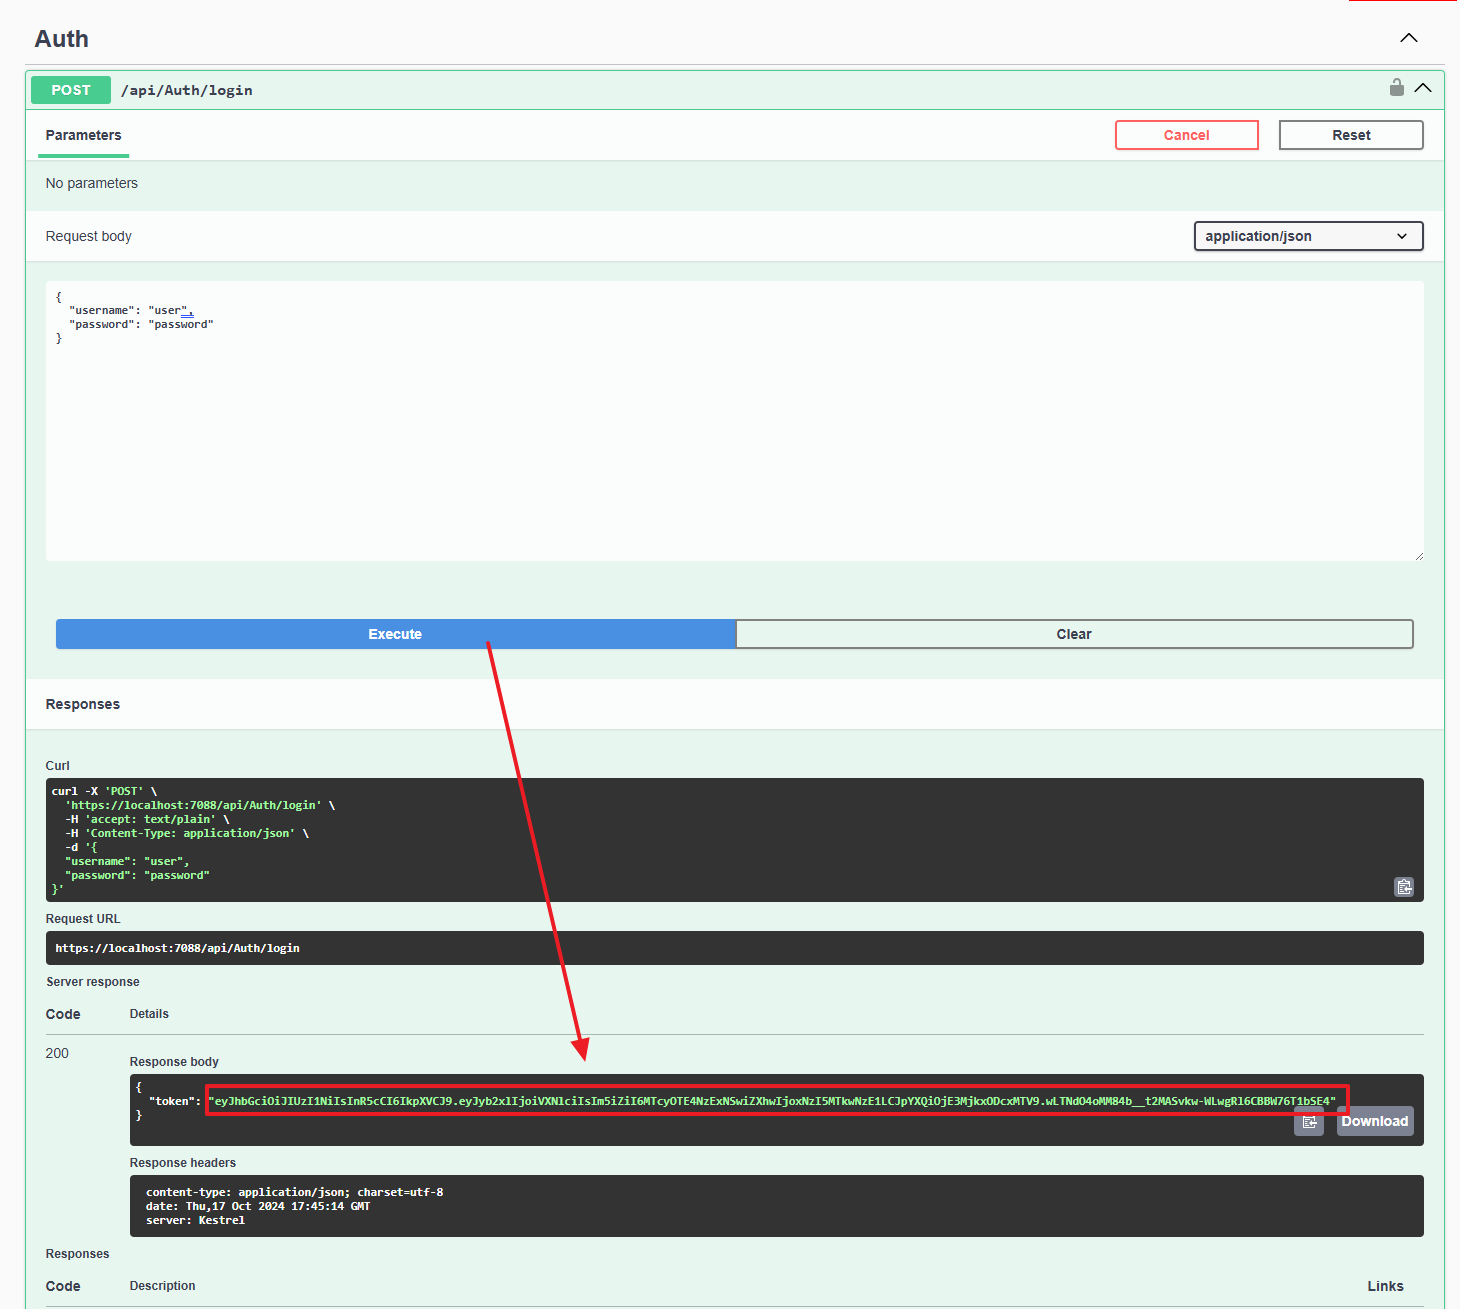 Auth
POST /api/Auth/login
Parameters Cancel Reset
No parameters
Request body application/json
{
"username": "user",
"password": "password"
}
Execute Clear
Responses
Curl
curl -X 'POST' \
'https://localhost:7088/api/Auth/login' \
-H 'accept: text/plain' \
-H 'Content-Type: application/json' \
-d '{
"username": "user",
"password": "password"
}'
Request URL
https://localhost:7088/api/Auth/login
Server response
Code Details
200
Response body
{
"token": "eyJhbGciOiJIUzI1NiIsInR5cCI6IkpXVCJ9.eyJyb2xlIjoiVXNlciIsIm5iZiI6MTcyOTE4NzExNSwiZXhwIjoxNzI5MTkwNzE1LCJpYXQiOjE3MjkxODcxMTV9.wLTNdO4oMM84b__t2MASvkw-WLwgRl6CBBW76T1bSE4"
}
Download
Response headers
content-type: application/json; charset=utf-8
date: Thu,17 Oct 2024 17:45:14 GMT
server: Kestrel
Responses
Code Description Links